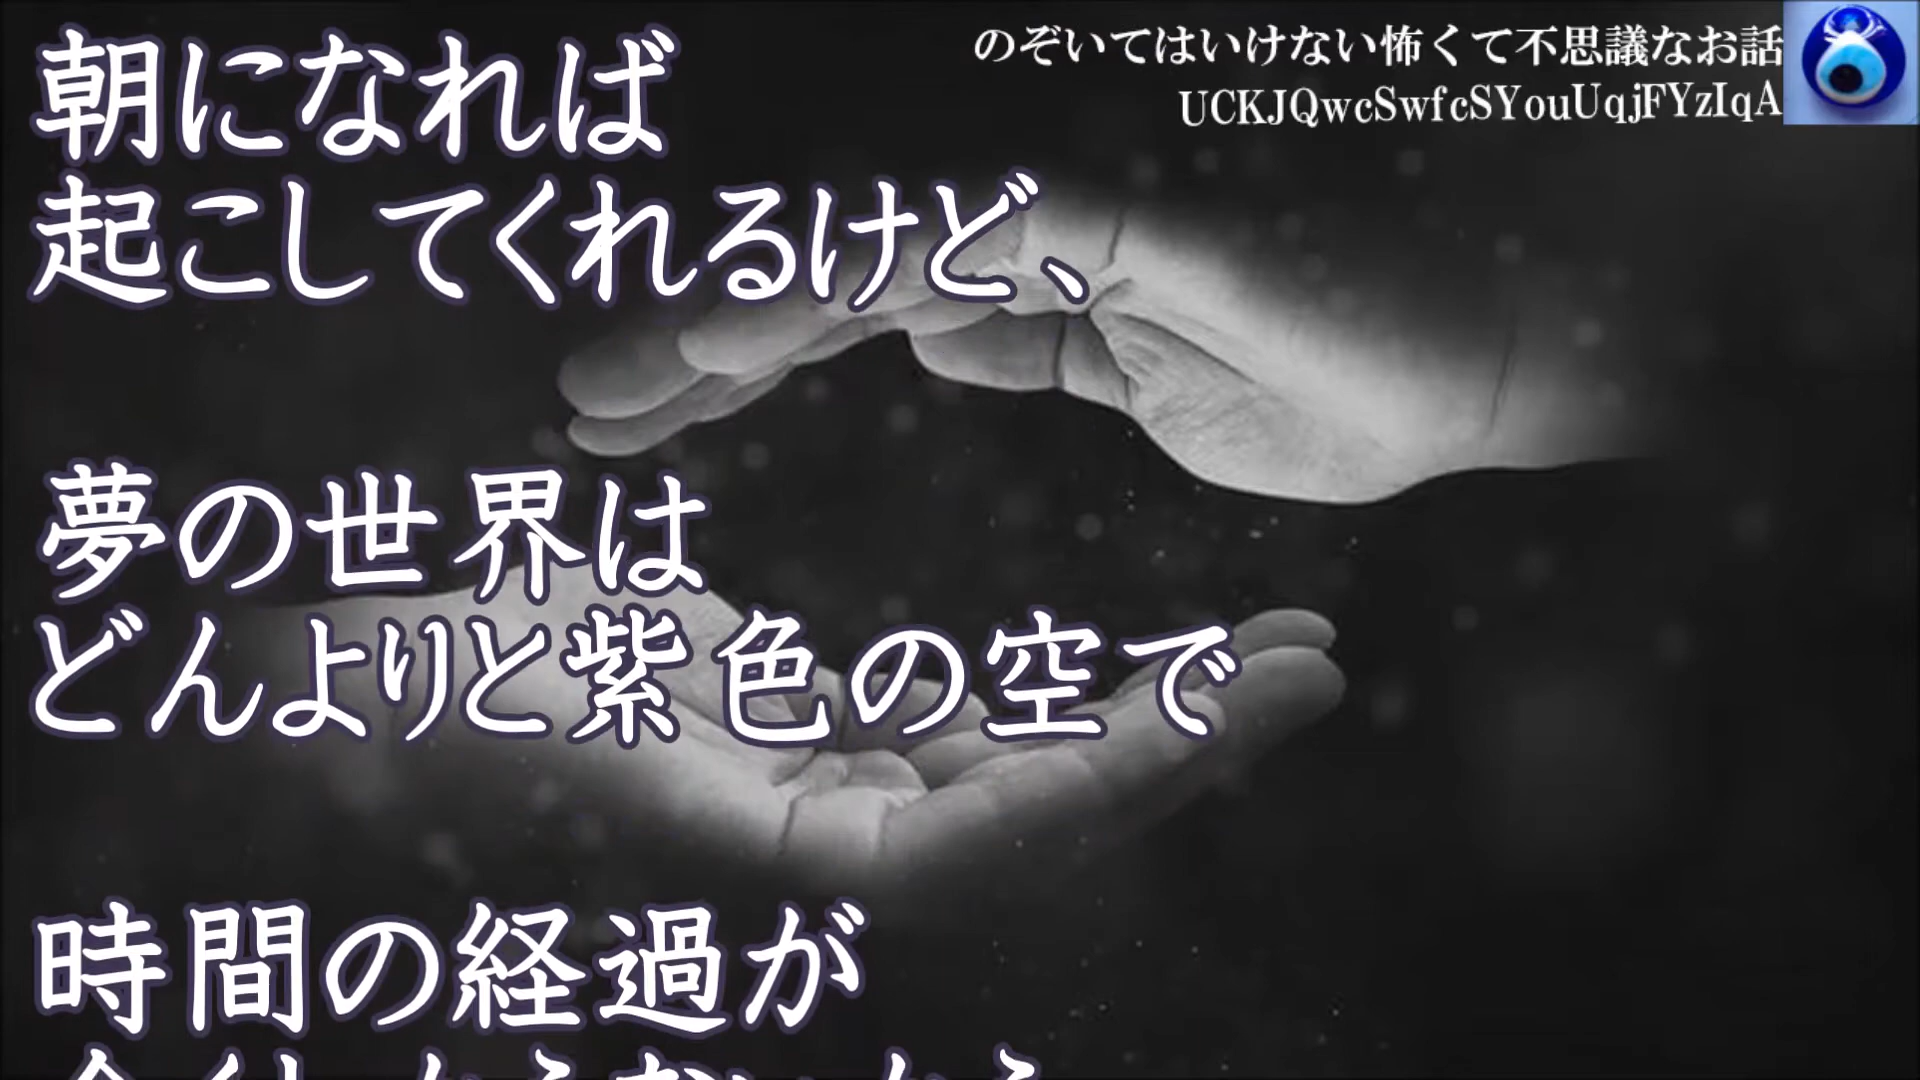 のぞいてはいけない怖くて不思議なお話
UCKJQwcSwfcSYouUqjFYzIqA
朝になれば
起こしてくれるけど、
夢の世界は
どんよりと紫色の空で
時間の経過が